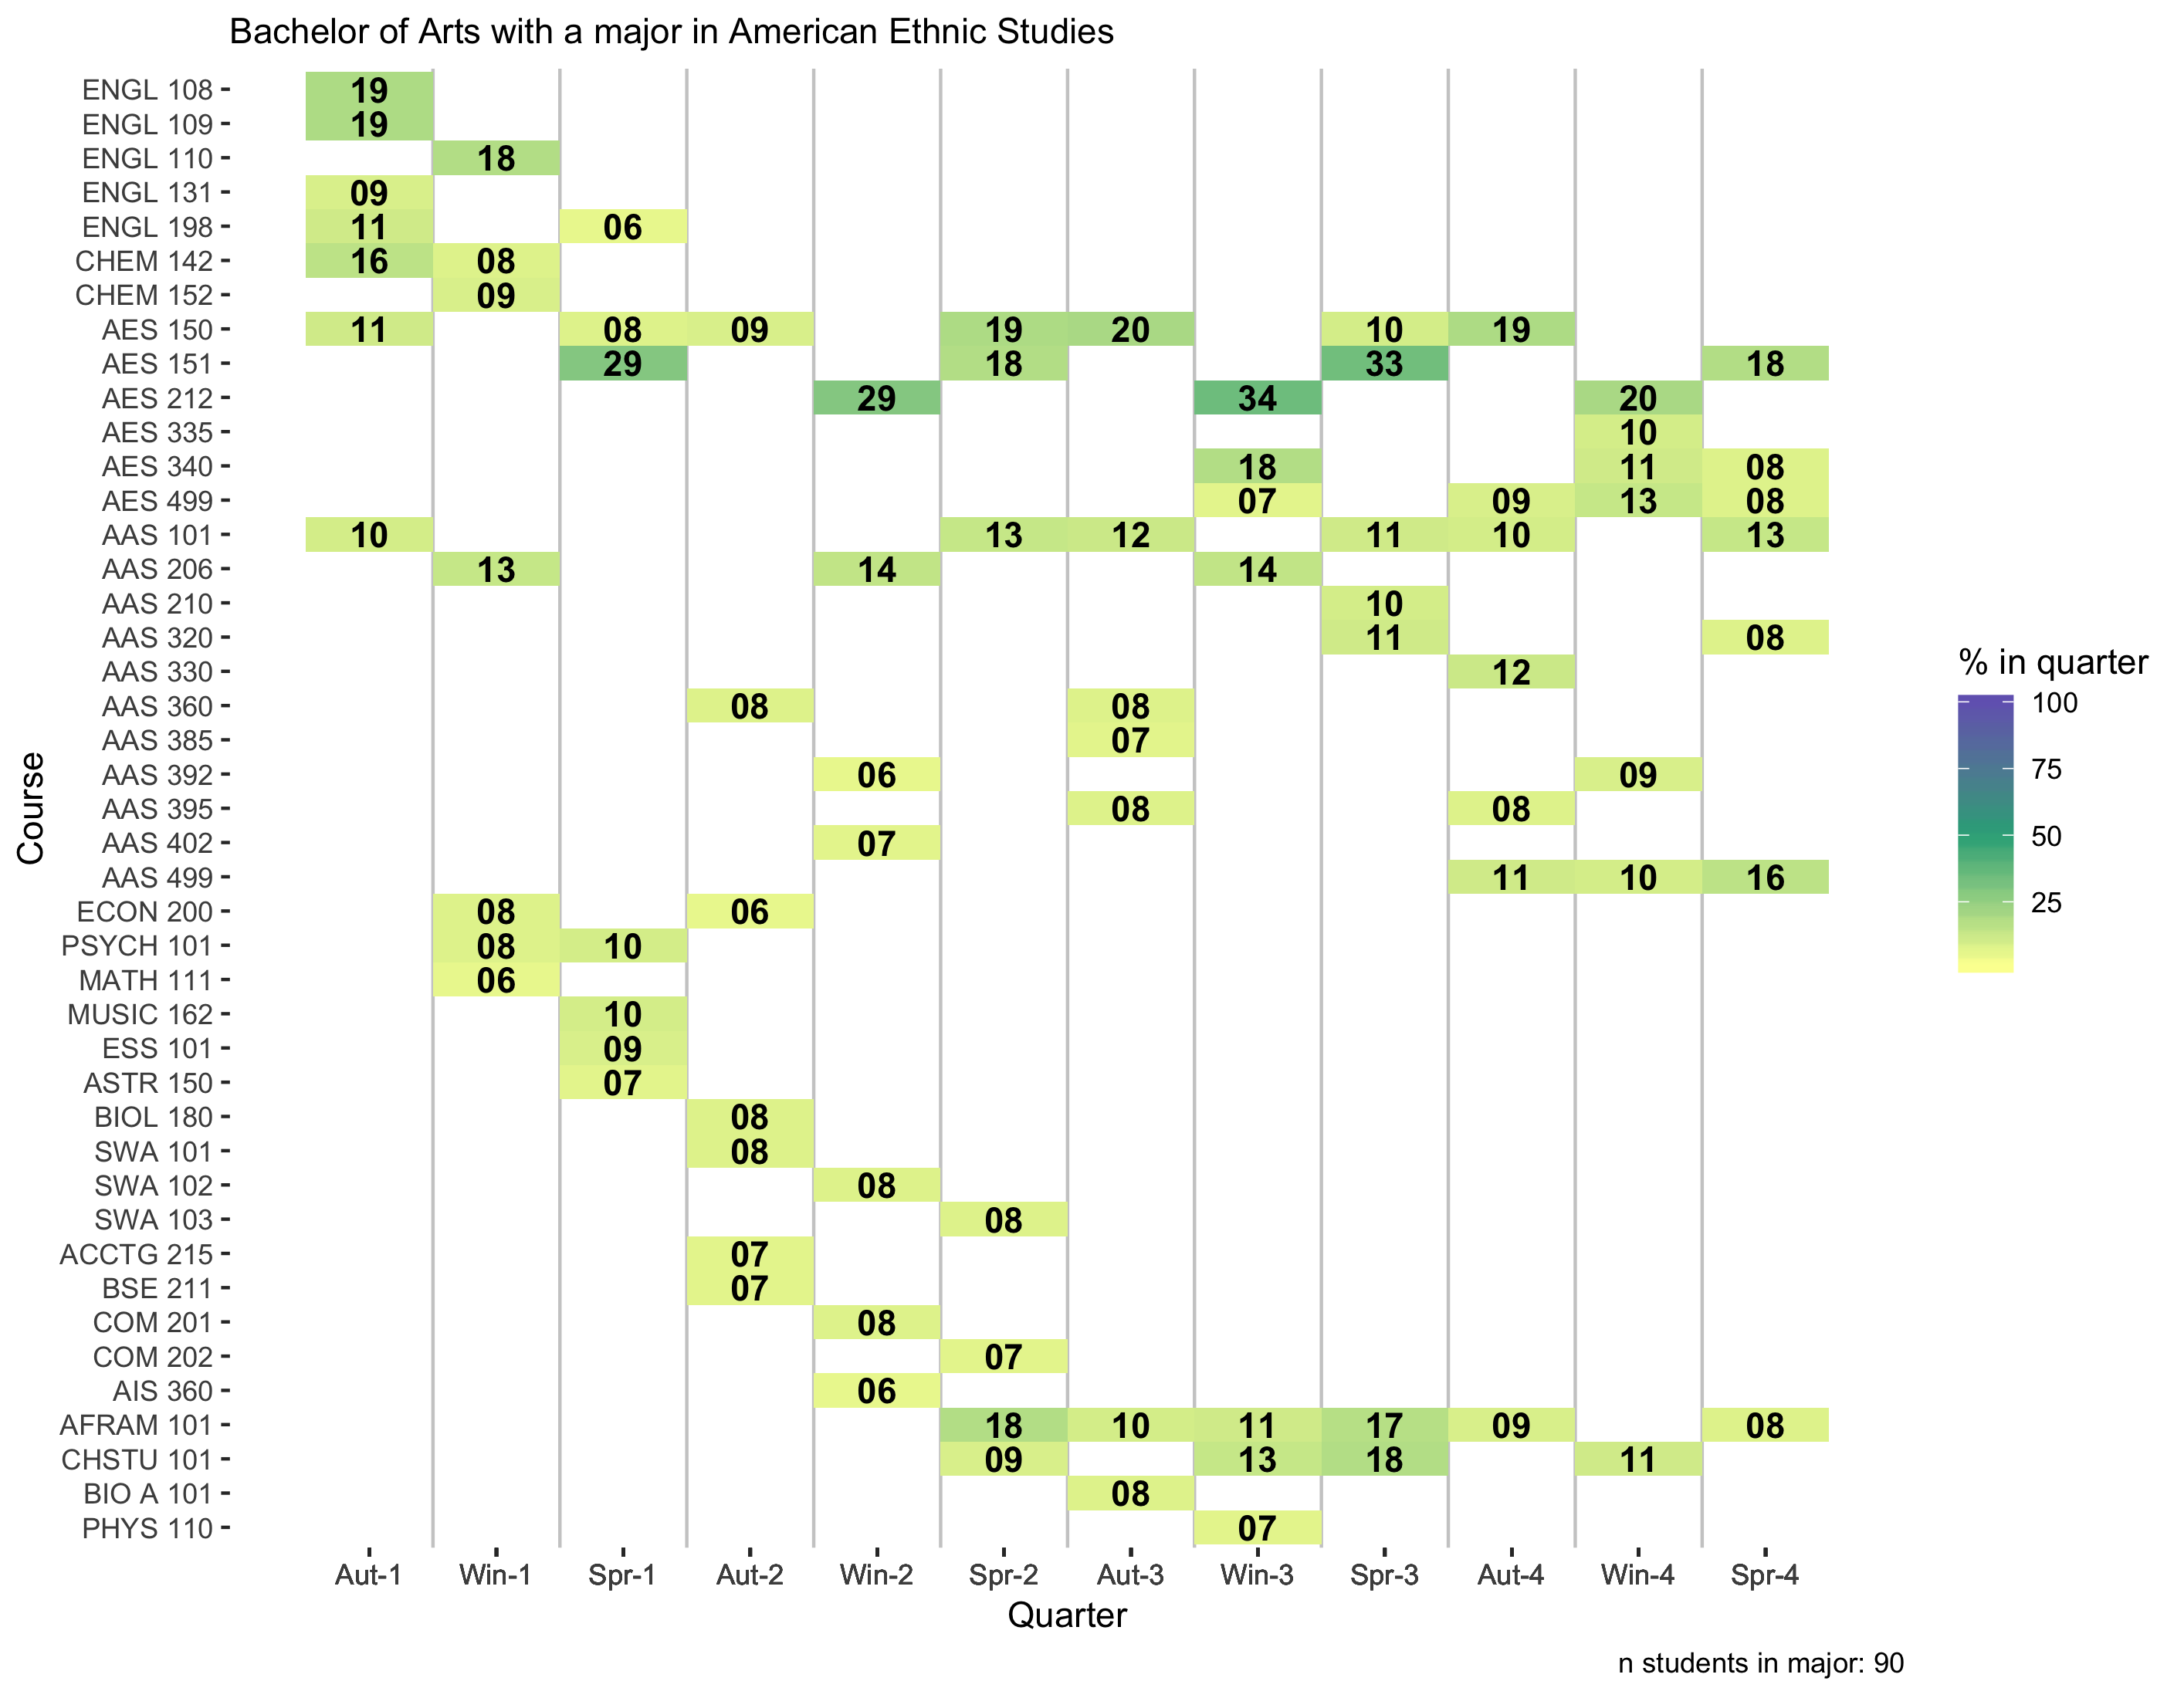 Bachelor of Arts with a major in American Ethnic Studies
ENGL 108 19
ENGL 109 19
ENGL 110 18
ENGL 131 09
ENGL 198 11 06
CHEM 142 16 08
CHEM 152 09
AES 150 11 08 09 19 20 10 19
AES 151 29 18 33 18
AES 212 29 34 20
AES 335 10
AES 340 18 11 08
AES 499 07 09 13 08
AAS 101 10 13 12 11 10 13
AAS 206 13 14 14
AAS 210 10
AAS 320 11 08
AAS 330 12
AAS 360 08 08
AAS 385 07
AAS 392 06 09
AAS 395 08 08
AAS 402 07
AAS 499 11 10 16
ECON 200 08 06
PSYCH 101 08 10
MATH 111 06
MUSIC 162 10
ESS 101 09
ASTR 150 07
BIOL 180 08
SWA 101 08
SWA 102 08
SWA 103 08
ACCTG 215 07
BSE 211 07
COM 201 08
COM 202 07
AIS 360 06
AFRAM 101 18 10 11 17 09 08
CHSTU 101 09 13 18 11
BIO A 101 08
PHYS 110 07
Aut-1 Win-1 Spr-1 Aut-2 Win-2 Spr-2 Aut-3 Win-3 Spr-3 Aut-4 Win-4 Spr-4
Quarter
Course
% in quarter
100
75
50
25
n students in major: 90